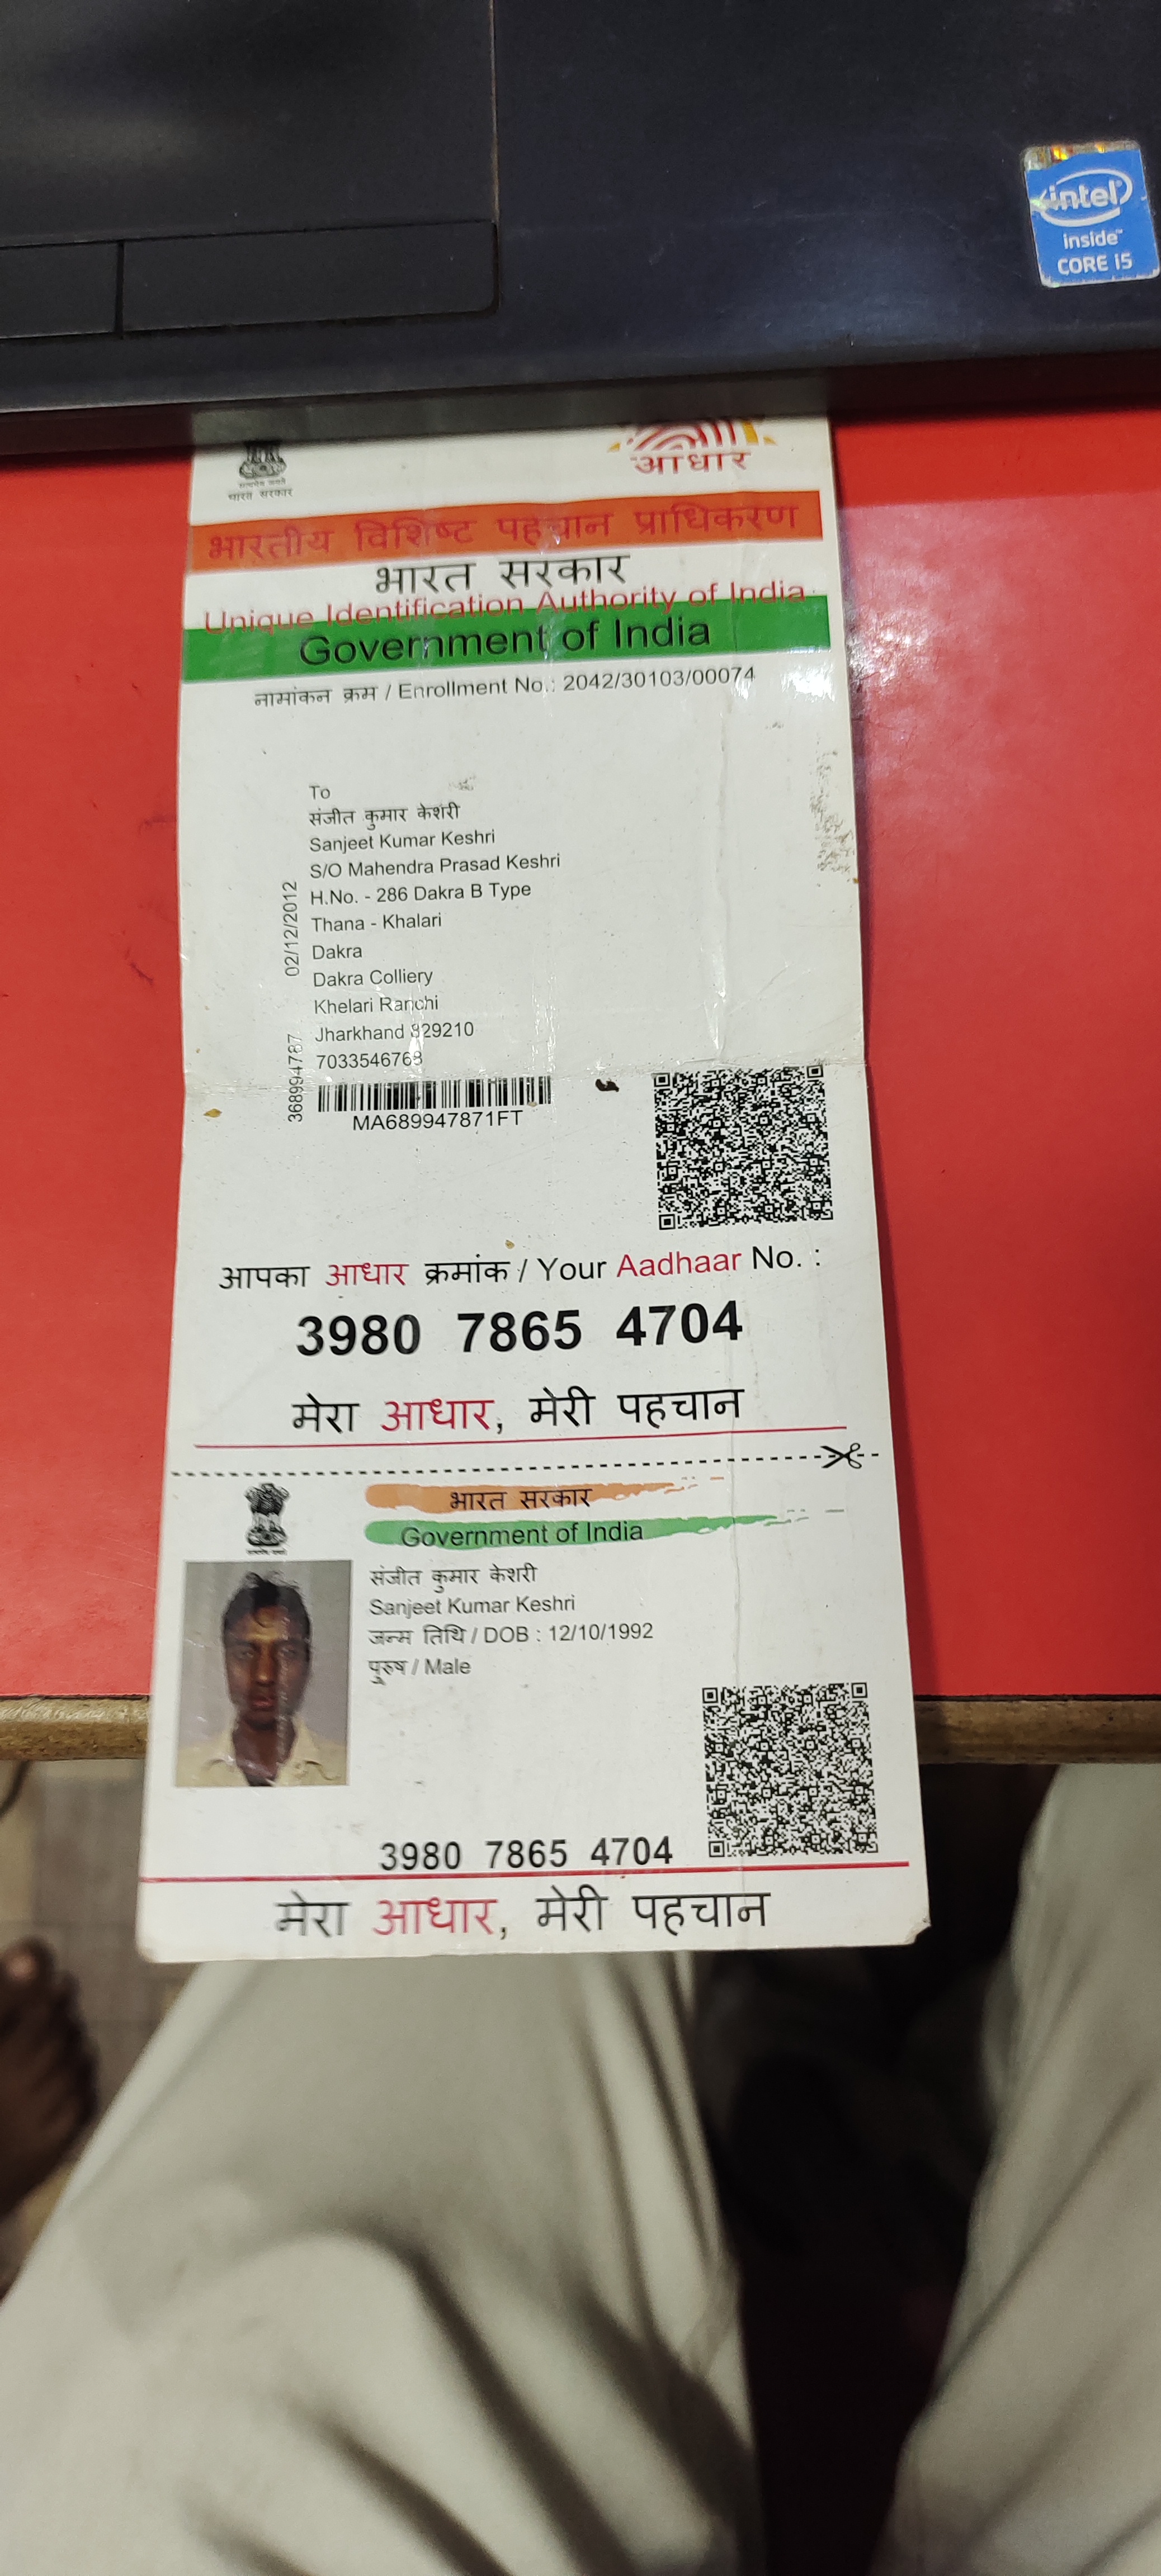 intel
inside™
CORE i5
भारत सरकार
आधार
भारतीय विशिष्ट पहचान प्राधिकरण
भारत सरकार
Unique Identification Authority of India
Government of India
नामांकन क्रम / Enrollment No.: 2042/30103/00074
To
संजीत कुमार केशरी
Sanjeet Kumar Keshri
S/O Mahendra Prasad Keshri
H.No. - 286 Dakra B Type
Thana - Khalari
Dakra
Dakra Colliery
Khelari Ranchi
Jharkhand 829210
7033546768
02/12/2012
368994787
MA689947871FT
आपका आधार क्रमांक / Your Aadhaar No. :
3980 7865 4704
मेरा आधार, मेरी पहचान
भारत सरकार
Government of India
संजीत कुमार केशरी
Sanjeet Kumar Keshri
जन्म तिथि / DOB : 12/10/1992
पुरुष / Male
3980 7865 4704
मेरा आधार, मेरी पहचान